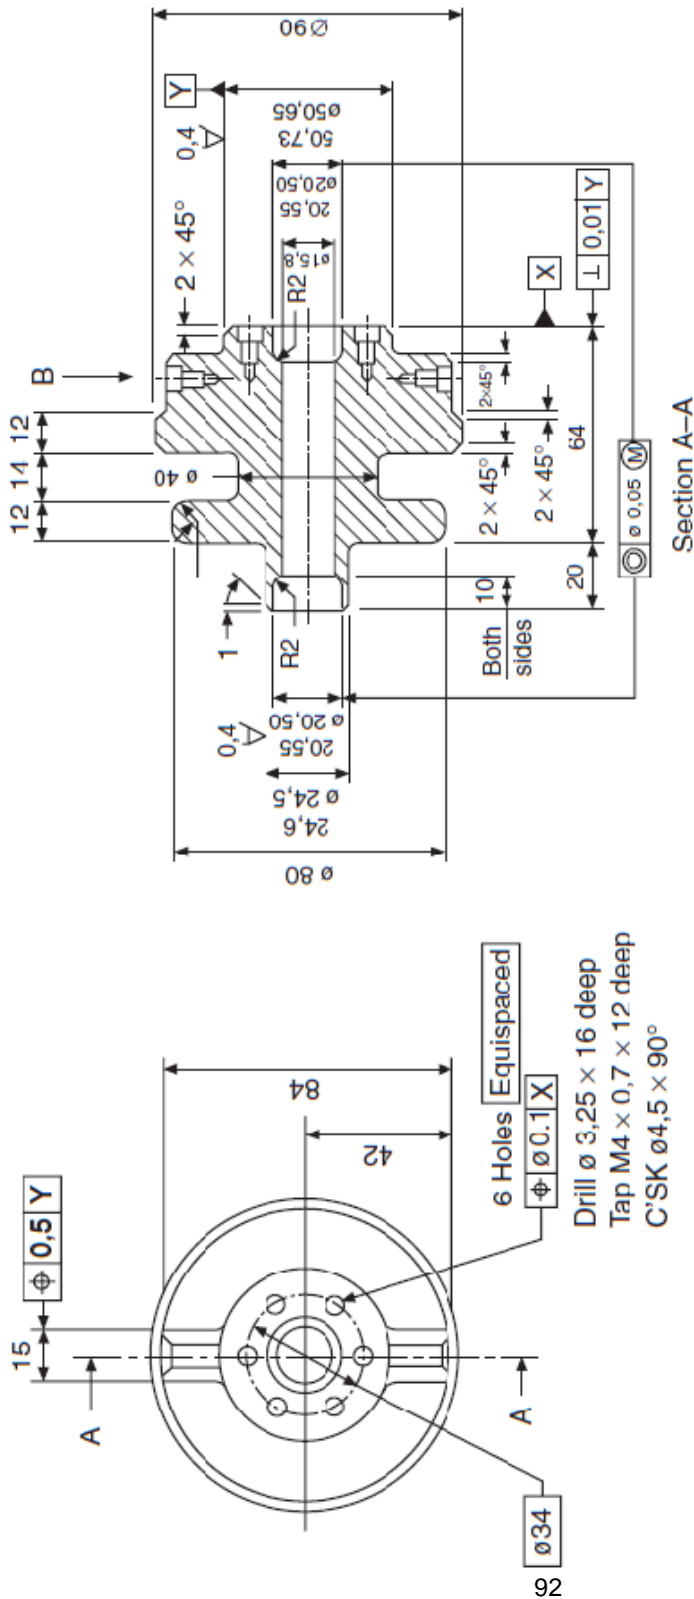 Ø90
Y
ø50,65
50,73
0,4
ø20,50
20,55
2 × 45°
ø15,8
R2
⊥ 0,01 Y
X
B
12
14
12
ø 40
2×45°
2 × 45°
2 × 45°
64
20
10
Both
sides
1
R2
◎ ø 0,05 Ⓜ
Section A–A
0,4
ø 20,50
20,55
ø 24,5
24,6
ø 80
84
42
⌖ 0,5 Y
15
A
A
6 Holes Equispaced
⌖ ø0.1 X
Drill ø 3,25 × 16 deep
Tap M4 × 0,7 × 12 deep
C'SK ø4,5 × 90°
ø34
92